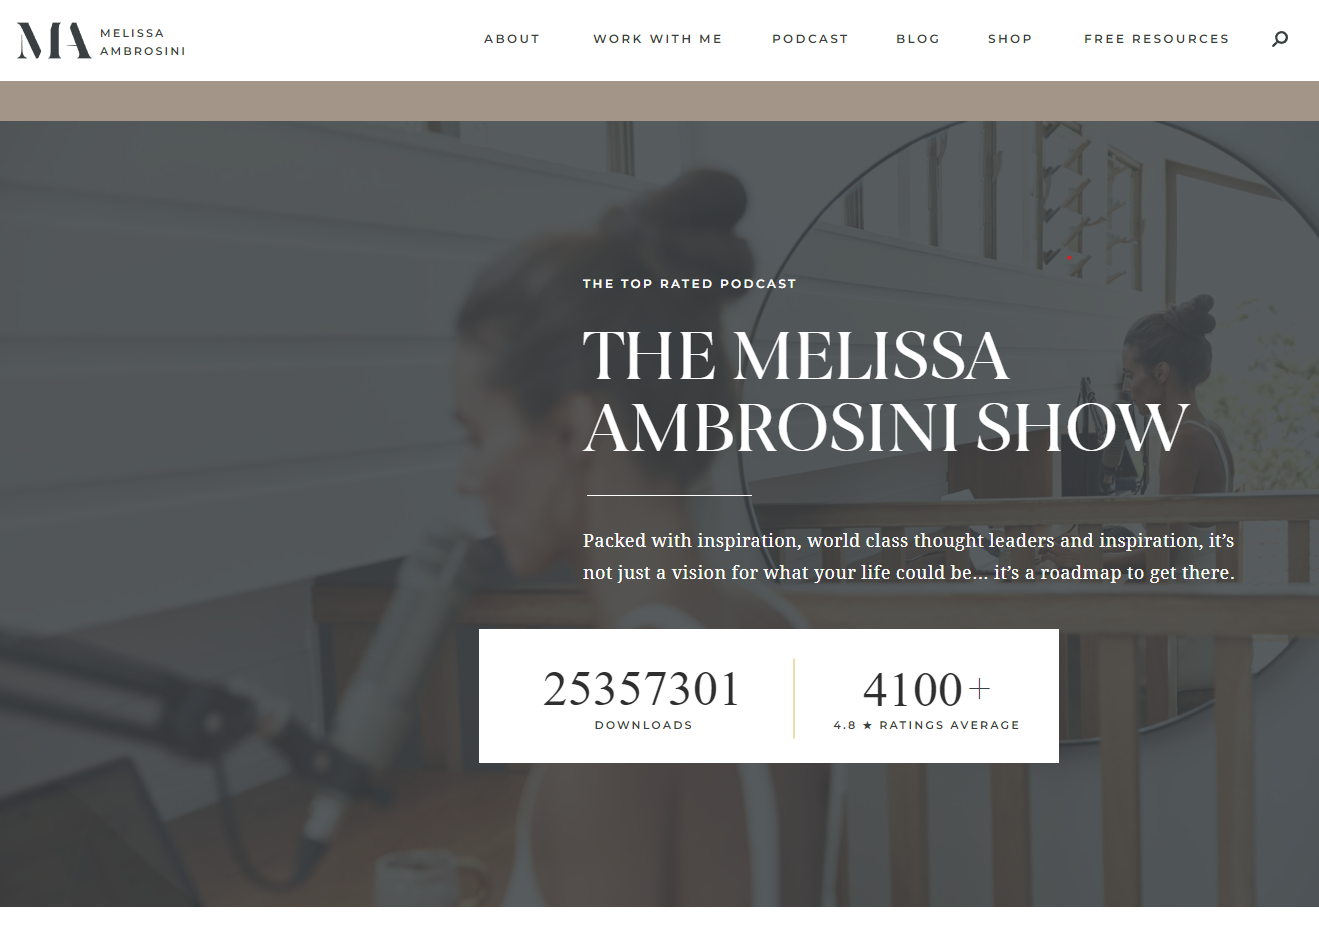 MA MELISSA
AMBROSINI
ABOUT
WORK WITH ME
PODCAST
BLOG
SHOP
FREE RESOURCES
THE TOP RATED PODCAST
THE MELISSA
AMBROSINI SHOW
Packed with inspiration, world class thought leaders and inspiration, it’s
not just a vision for what your life could be... it’s a roadmap to get there.
25357301
DOWNLOADS
4100+
4.8 ★ RATINGS AVERAGE